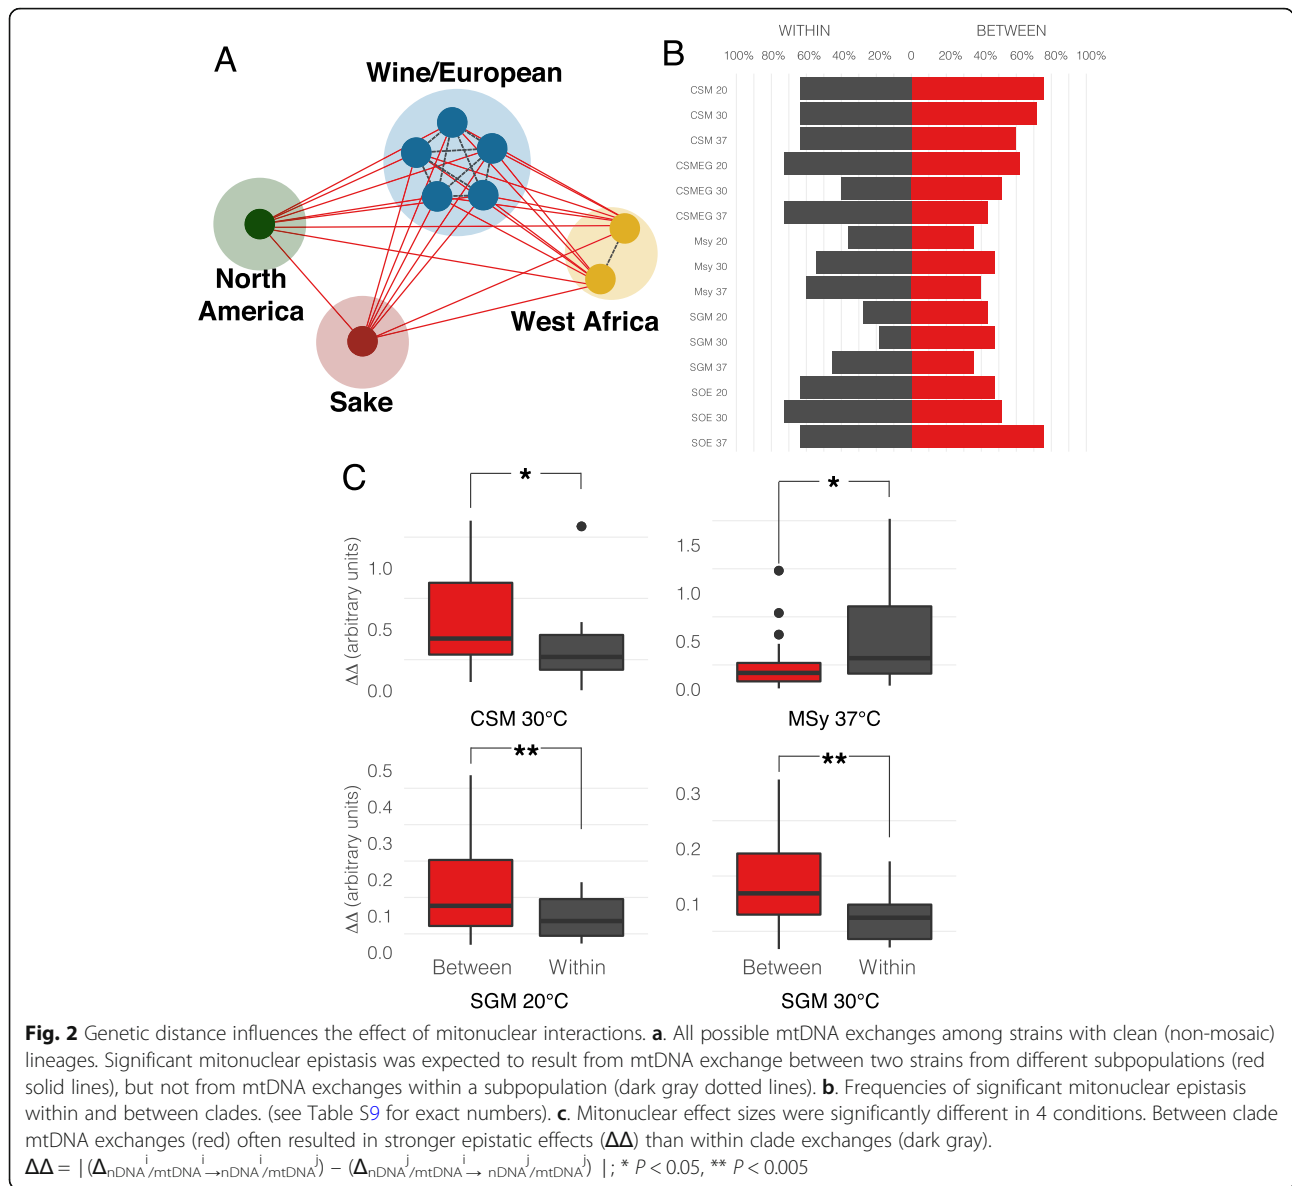 A
Wine/European
North
America
West Africa
Sake
B
WITHIN
BETWEEN
100% 80% 60% 40% 20% 0 20% 40% 60% 80% 100%
CSM 20
CSM 30
CSM 37
CSMEG 20
CSMEG 30
CSMEG 37
Msy 20
Msy 30
Msy 37
SGM 20
SGM 30
SGM 37
SOE 20
SOE 30
SOE 37
C
*
ΔΔ (arbitrary units)
1.0
0.5
0.0
CSM 30°C
*
1.5
1.0
0.5
0.0
MSy 37°C
**
ΔΔ (arbitrary units)
0.5
0.4
0.3
0.2
0.1
0.0
Between Within
SGM 20°C
**
0.3
0.2
0.1
Between Within
SGM 30°C
Fig. 2 Genetic distance influences the effect of mitonuclear interactions. a. All possible mtDNA exchanges among strains with clean (non-mosaic)
lineages. Significant mitonuclear epistasis was expected to result from mtDNA exchange between two strains from different subpopulations (red
solid lines), but not from mtDNA exchanges within a subpopulation (dark gray dotted lines). b. Frequencies of significant mitonuclear epistasis
within and between clades. (see Table S9 for exact numbers). c. Mitonuclear effect sizes were significantly different in 4 conditions. Between clade
mtDNA exchanges (red) often resulted in stronger epistatic effects (ΔΔ) than within clade exchanges (dark gray).
ΔΔ = | (ΔnDNA^i/mtDNA^i → nDNA^i/mtDNA^j) – (ΔnDNA^j/mtDNA^i → nDNA^j/mtDNA^j) | ; * P < 0.05, ** P < 0.005